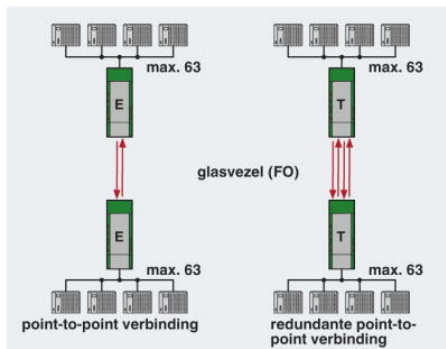 max. 63
max. 63
E
T
glasvezel (FO)
E
T
max. 63
max. 63
point-to-point verbinding
redundante point-to-
point verbinding